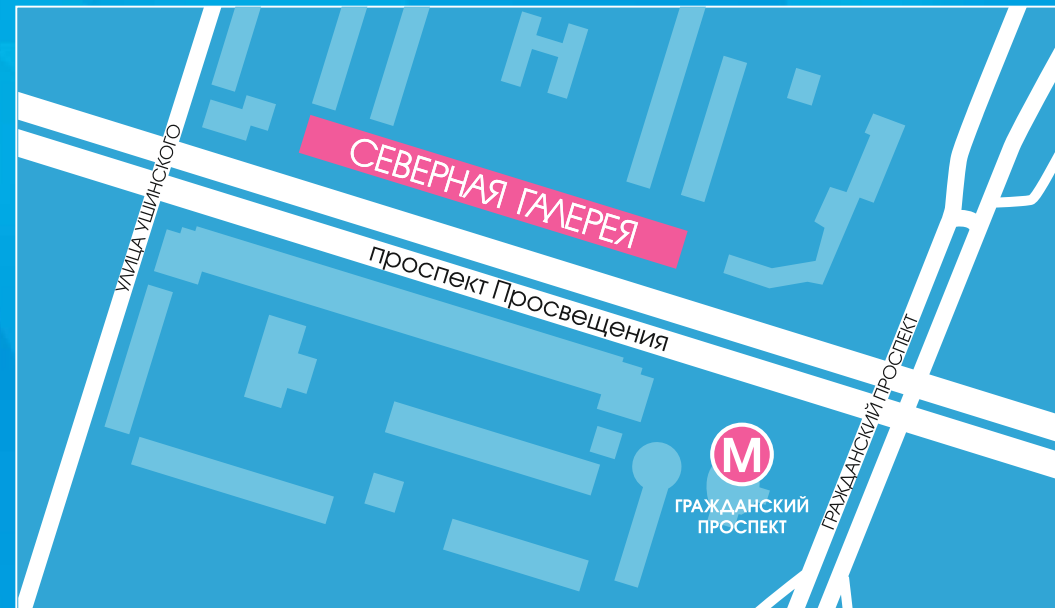 УЛИЦА УШИНСКОГО
СЕВЕРНАЯ ГАЛЕРЕЯ
проспект Просвещения
ГРАЖДАНСКИЙ ПРОСПЕКТ
М
ГРАЖДАНСКИЙ
ПРОСПЕКТ